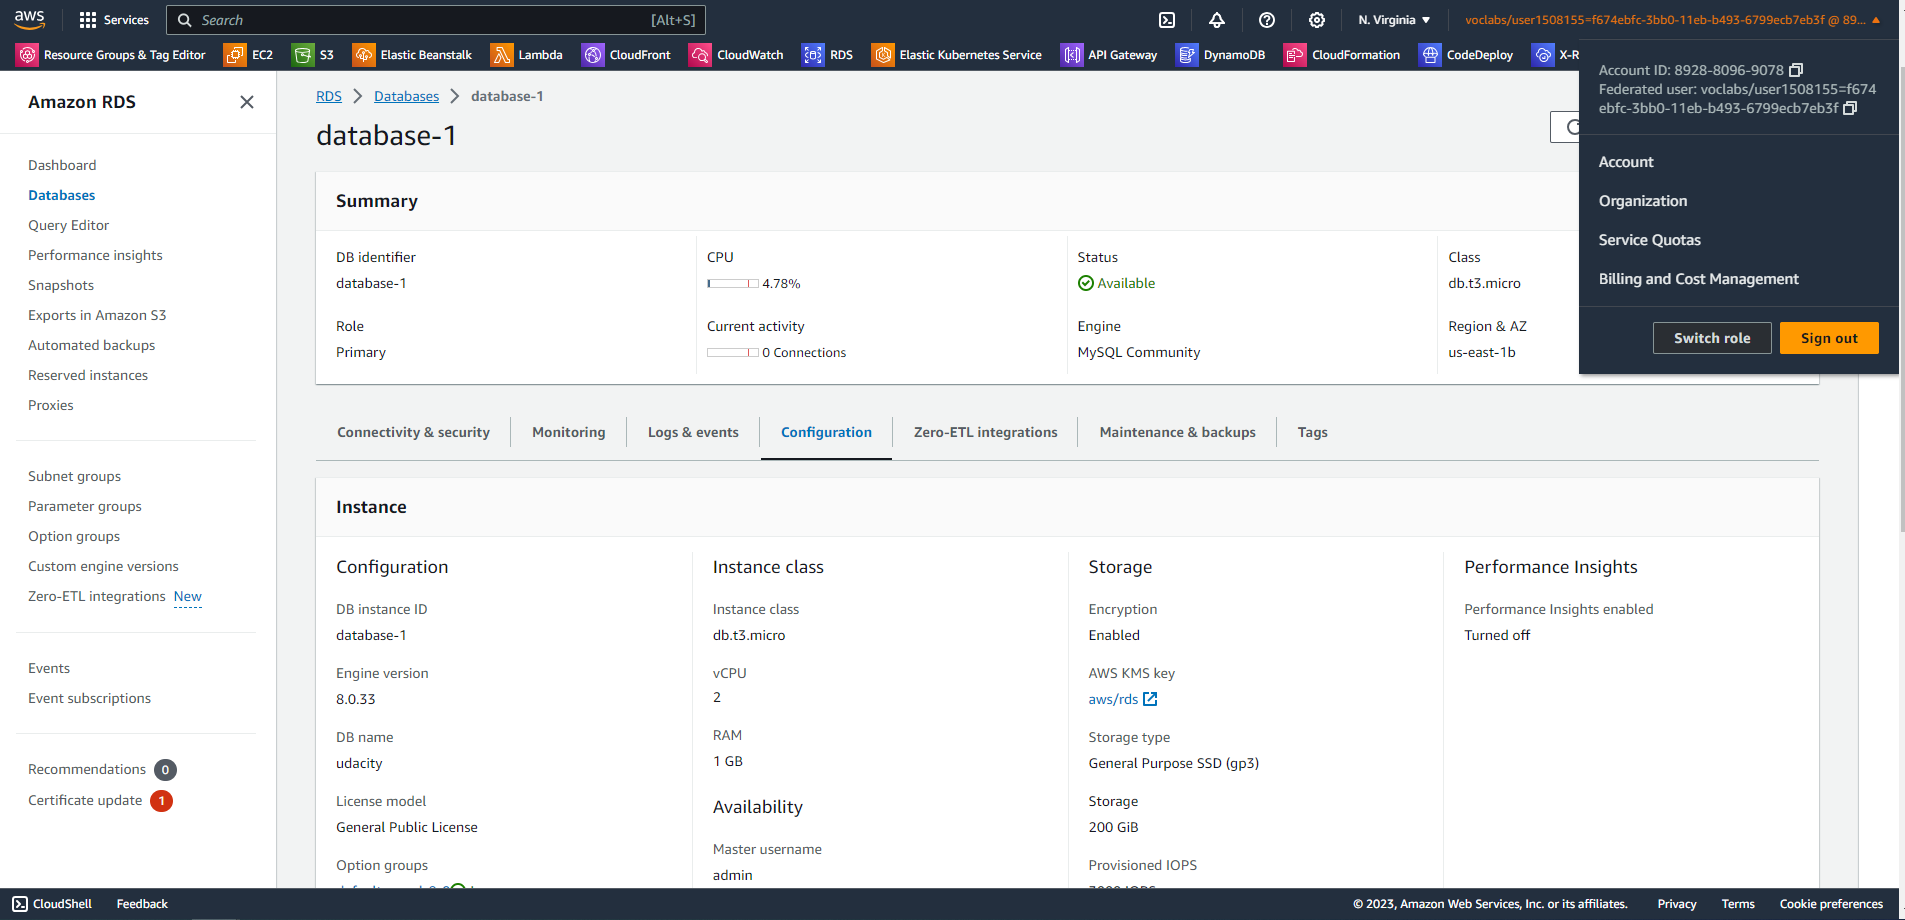 aws
Services
Search
[Alt+S]
N. Virginia
voclabs/user1508155=f674ebfc-3bb0-11eb-b493-6799ecb7eb3f @ 89...
Resource Groups & Tag Editor
EC2
S3
Elastic Beanstalk
Lambda
CloudFront
CloudWatch
RDS
Elastic Kubernetes Service
API Gateway
DynamoDB
CloudFormation
CodeDeploy
X-R
Account ID: 8928-8096-9078
Federated user: voclabs/user1508155=f674
ebfc-3bb0-11eb-b493-6799ecb7eb3f
Account
Organization
Service Quotas
Billing and Cost Management
Switch role
Sign out
Amazon RDS
Dashboard
Databases
Query Editor
Performance insights
Snapshots
Exports in Amazon S3
Automated backups
Reserved instances
Proxies
Subnet groups
Parameter groups
Option groups
Custom engine versions
Zero-ETL integrations New
Events
Event subscriptions
Recommendations 0
Certificate update 1
RDS
Databases
database-1
database-1
Summary
DB identifier
database-1
Role
Primary
CPU
4.78%
Current activity
0 Connections
Status
Available
Engine
MySQL Community
Class
db.t3.micro
Region & AZ
us-east-1b
Connectivity & security
Monitoring
Logs & events
Configuration
Zero-ETL integrations
Maintenance & backups
Tags
Instance
Configuration
DB instance ID
database-1
Engine version
8.0.33
DB name
udacity
License model
General Public License
Option groups
Instance class
Instance class
db.t3.micro
vCPU
2
RAM
1 GB
Availability
Master username
admin
Storage
Encryption
Enabled
AWS KMS key
aws/rds
Storage type
General Purpose SSD (gp3)
Storage
200 GiB
Provisioned IOPS
Performance Insights
Performance Insights enabled
Turned off
CloudShell
Feedback
© 2023, Amazon Web Services, Inc. or its affiliates.
Privacy
Terms
Cookie preferences